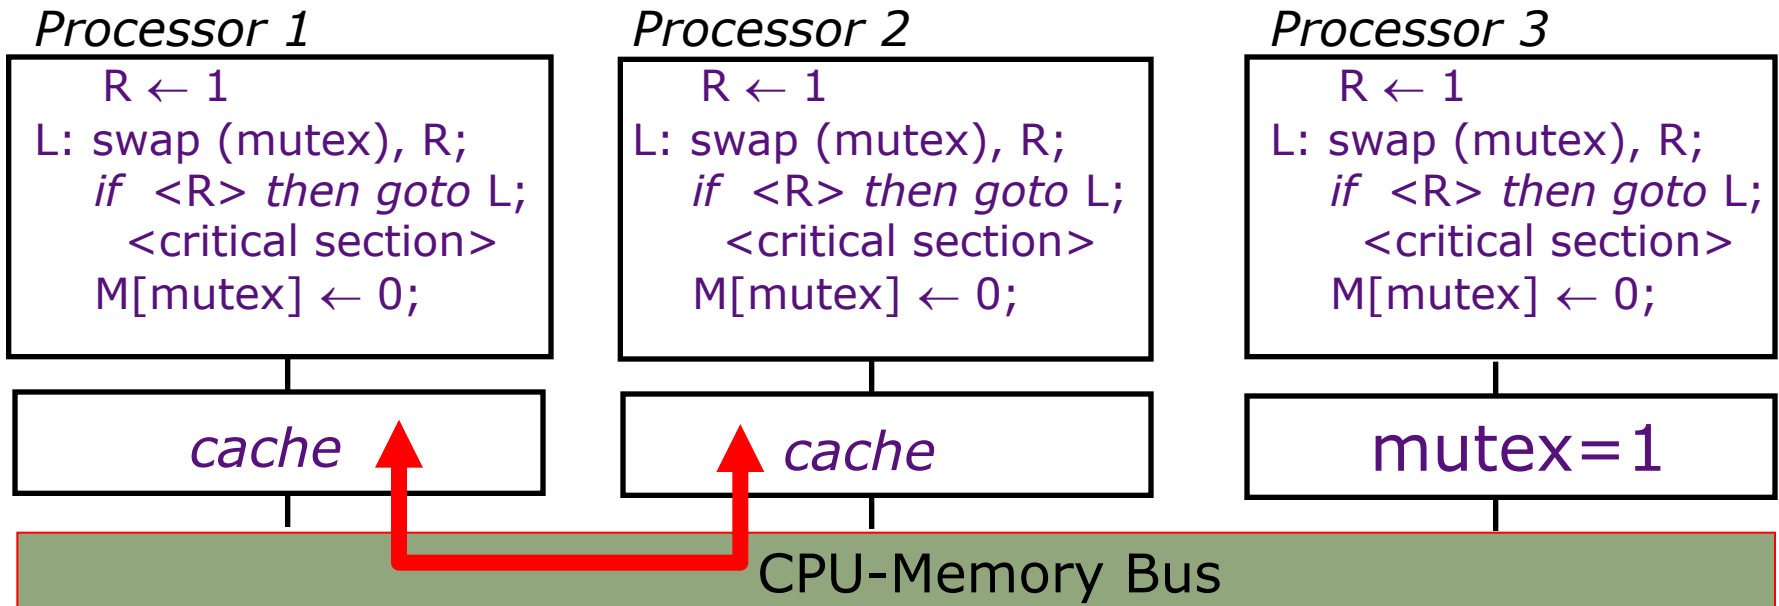 Processor 1
R ← 1
L: swap (mutex), R;
if <R> then goto L;
<critical section>
M[mutex] ← 0;
cache
Processor 2
R ← 1
L: swap (mutex), R;
if <R> then goto L;
<critical section>
M[mutex] ← 0;
cache
Processor 3
R ← 1
L: swap (mutex), R;
if <R> then goto L;
<critical section>
M[mutex] ← 0;
mutex=1
CPU-Memory Bus